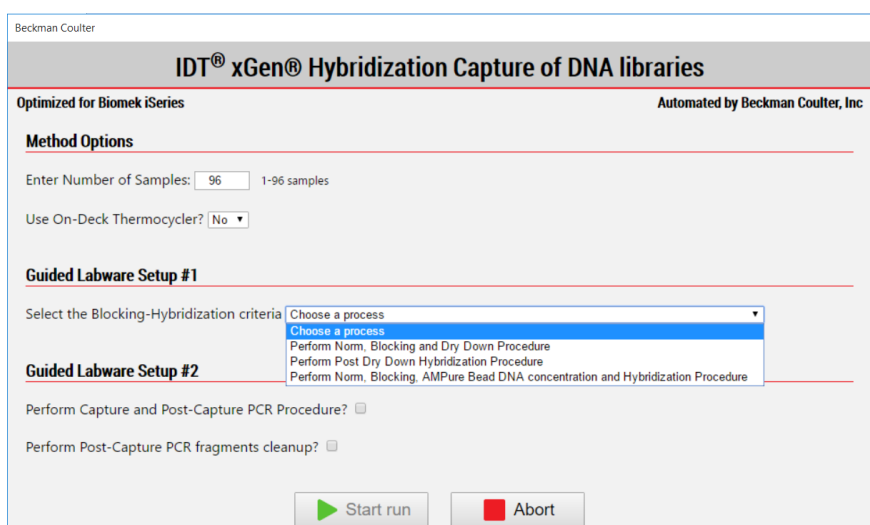 Beckman Coulter
IDT® xGen® Hybridization Capture of DNA libraries
Optimized for Biomek iSeries
Automated by Beckman Coulter, Inc
Method Options
Enter Number of Samples: 96 1-96 samples
Use On-Deck Thermocycler? No
Guided Labware Setup #1
Select the Blocking-Hybridization criteria Choose a process
Choose a process
Perform Norm, Blocking and Dry Down Procedure
Perform Post Dry Down Hybridization Procedure
Perform Norm, Blocking, AMPure Bead DNA concentration and Hybridization Procedure
Guided Labware Setup #2
Perform Capture and Post-Capture PCR Procedure?
Perform Post-Capture PCR fragments cleanup?
Start run
Abort